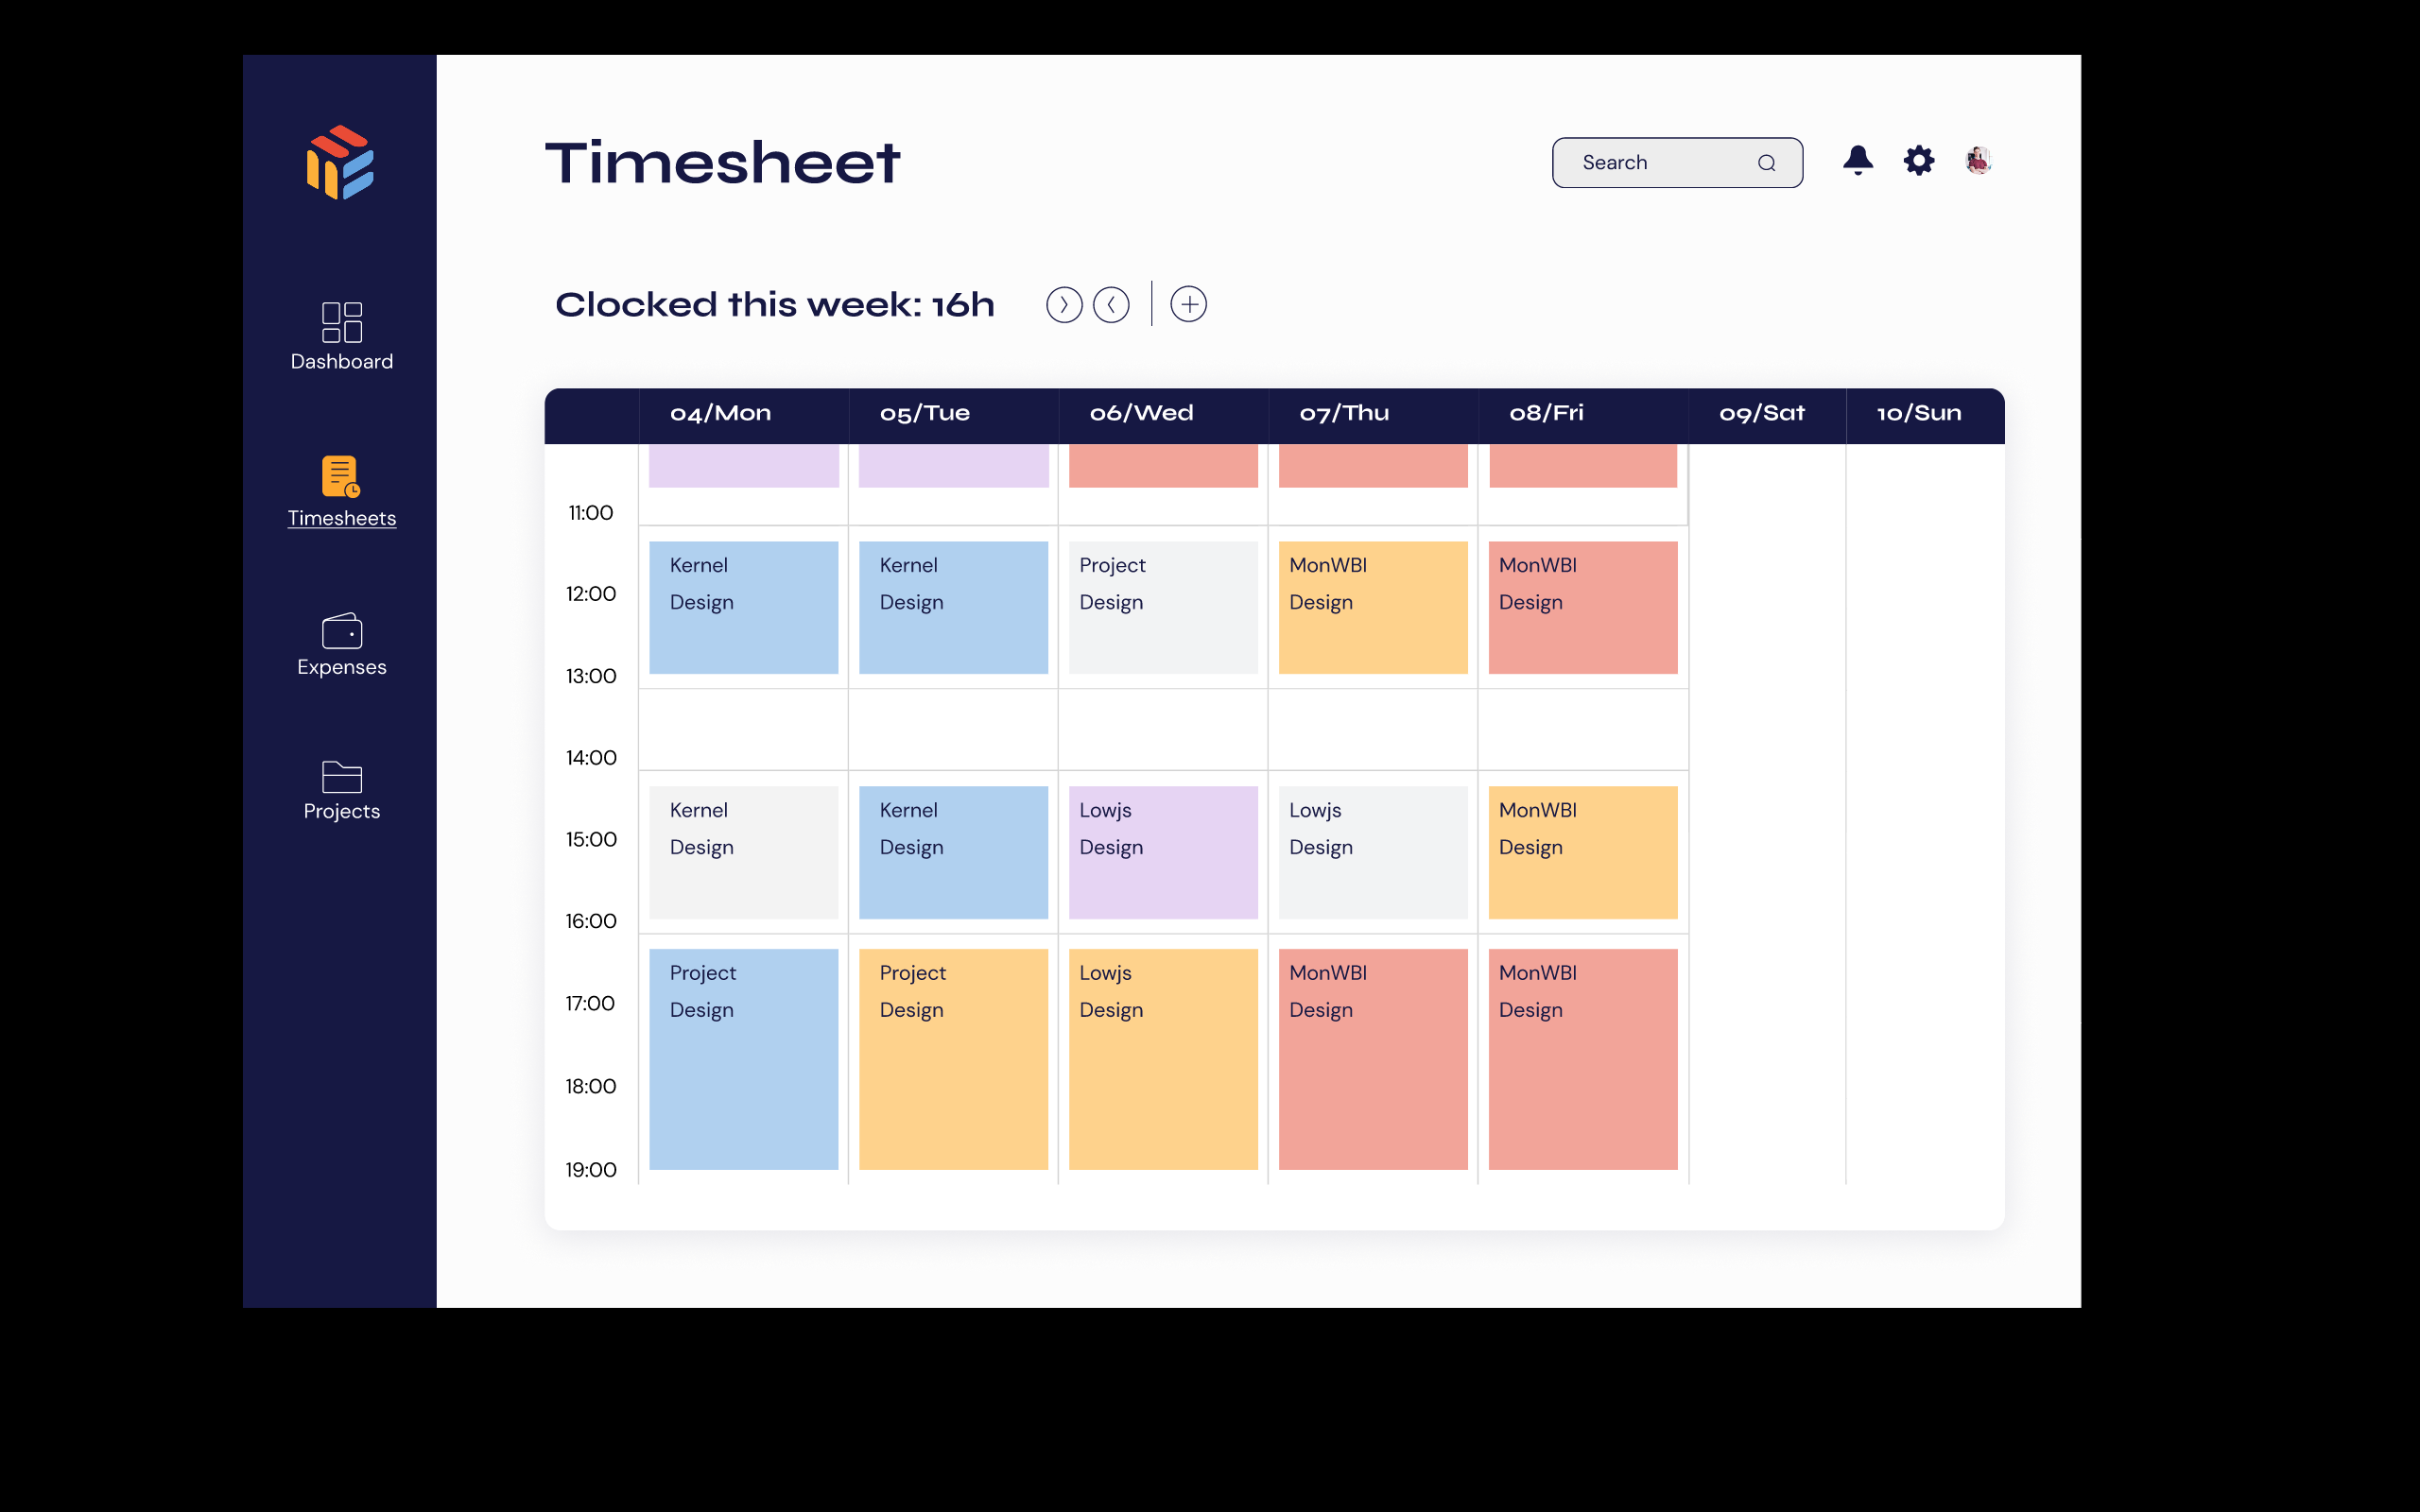 Timesheet
Search
Clocked this week: 16h
Dashboard
Timesheets
Expenses
Projects
04/Mon 05/Tue 06/Wed 07/Thu 08/Fri 09/Sat 10/Sun
11:00
Kernel Kernel Project MonWBI MonWBI
12:00
Design Design Design Design Design
13:00
14:00
Kernel Kernel Lowjs Lowjs MonWBI
15:00
Design Design Design Design Design
16:00
Project Project Lowjs MonWBI MonWBI
17:00
Design Design Design Design Design
18:00
19:00